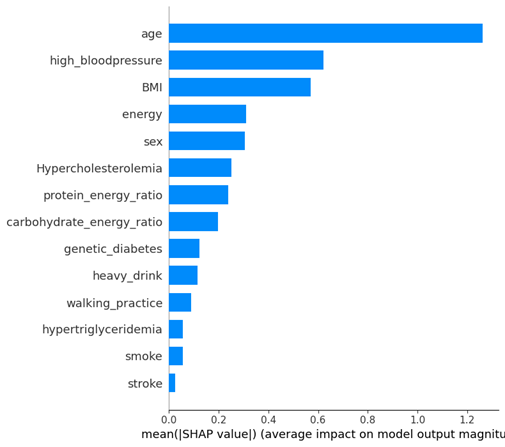 age
high_bloodpressure
BMI
energy
sex
Hypercholesterolemia
protein_energy_ratio
carbohydrate_energy_ratio
genetic_diabetes
heavy_drink
walking_practice
hypertriglyceridemia
smoke
stroke
0.0 0.2 0.4 0.6 0.8 1.0 1.2
mean(|SHAP value|) (average impact on model output magnitu